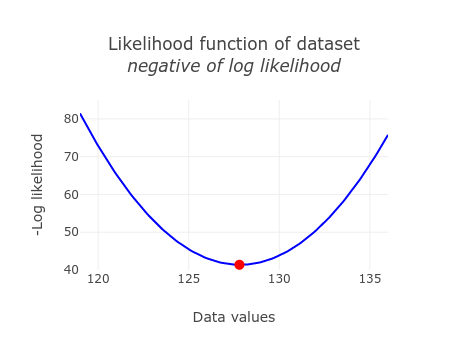 Likelihood function of dataset
negative of log likelihood
-Log likelihood
80
70
60
50
40
120 125 130 135
Data values